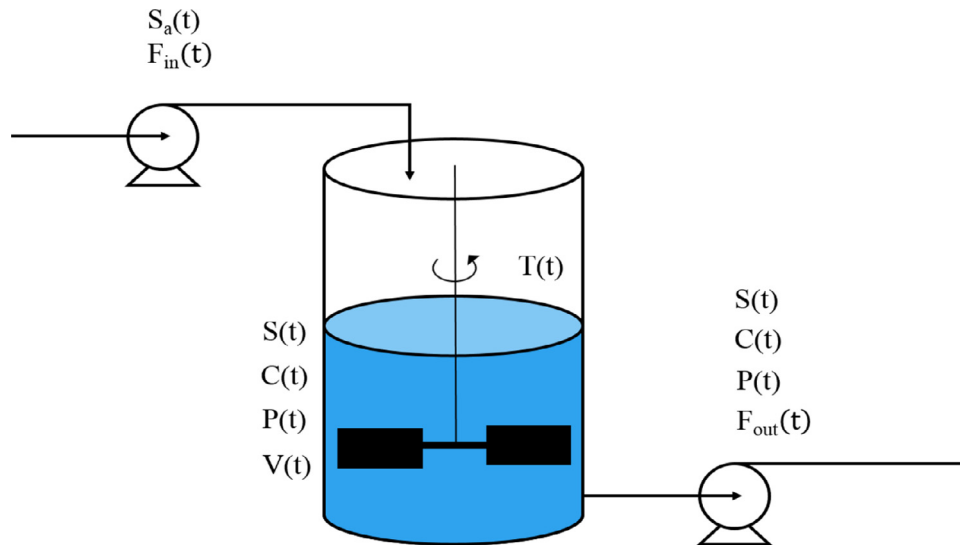 Sₐ(t)
Fᵢₙ(t)
T(t)
S(t)
C(t)
P(t)
V(t)
S(t)
C(t)
P(t)
Fₒᵤₜ(t)